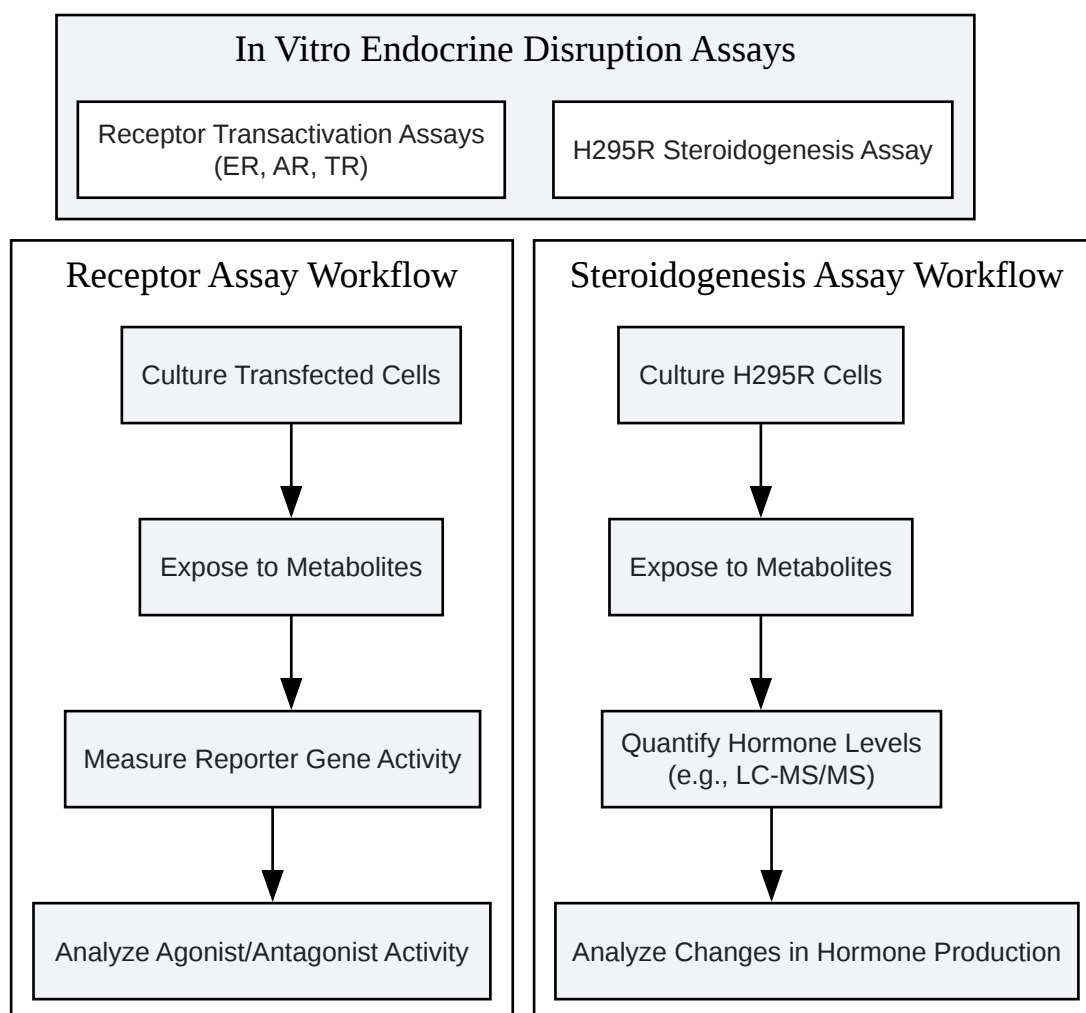 In Vitro Endocrine Disruption Assays
Receptor Transactivation Assays
(ER, AR, TR)
H295R Steroidogenesis Assay
Receptor Assay Workflow
Culture Transfected Cells
Expose to Metabolites
Measure Reporter Gene Activity
Analyze Agonist/Antagonist Activity
Steroidogenesis Assay Workflow
Culture H295R Cells
Expose to Metabolites
Quantify Hormone Levels
(e.g., LC-MS/MS)
Analyze Changes in Hormone Production